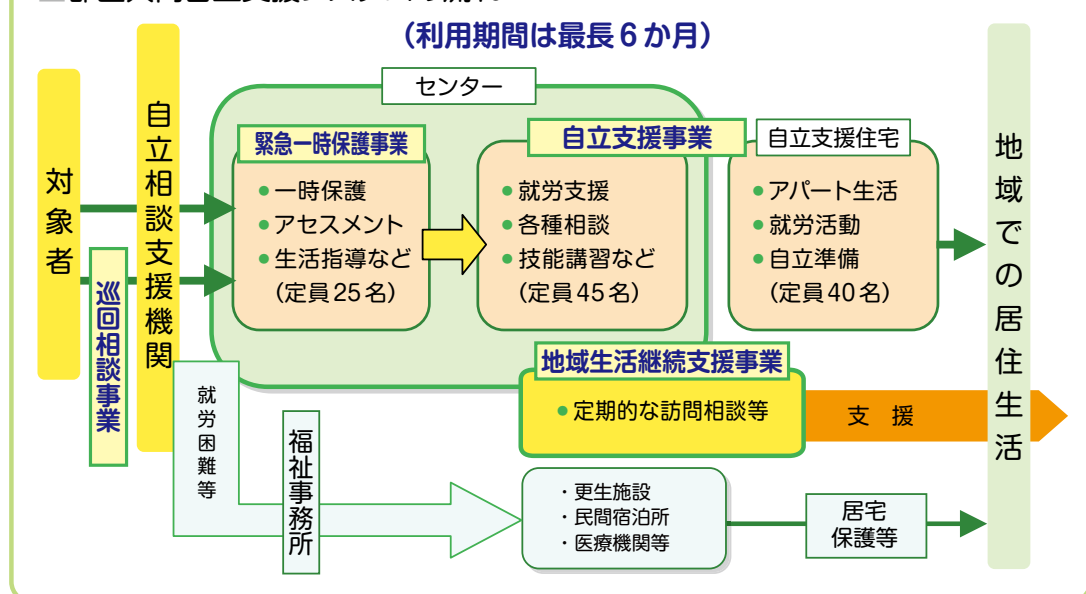 (利用期間は最長6か月)
対象者
巡回相談事業
自立相談支援機関
センター
緊急一時保護事業
●一時保護
●アセスメント
●生活指導など
(定員25名)
自立支援事業
●就労支援
●各種相談
●技能講習など
(定員45名)
自立支援住宅
●アパート生活
●就労活動
●自立準備
(定員40名)
地域生活継続支援事業
●定期的な訪問相談等
支 援
就労困難等
福祉事務所
・更生施設
・民間宿泊所
・医療機関等
居宅
保護等
地域での居住生活